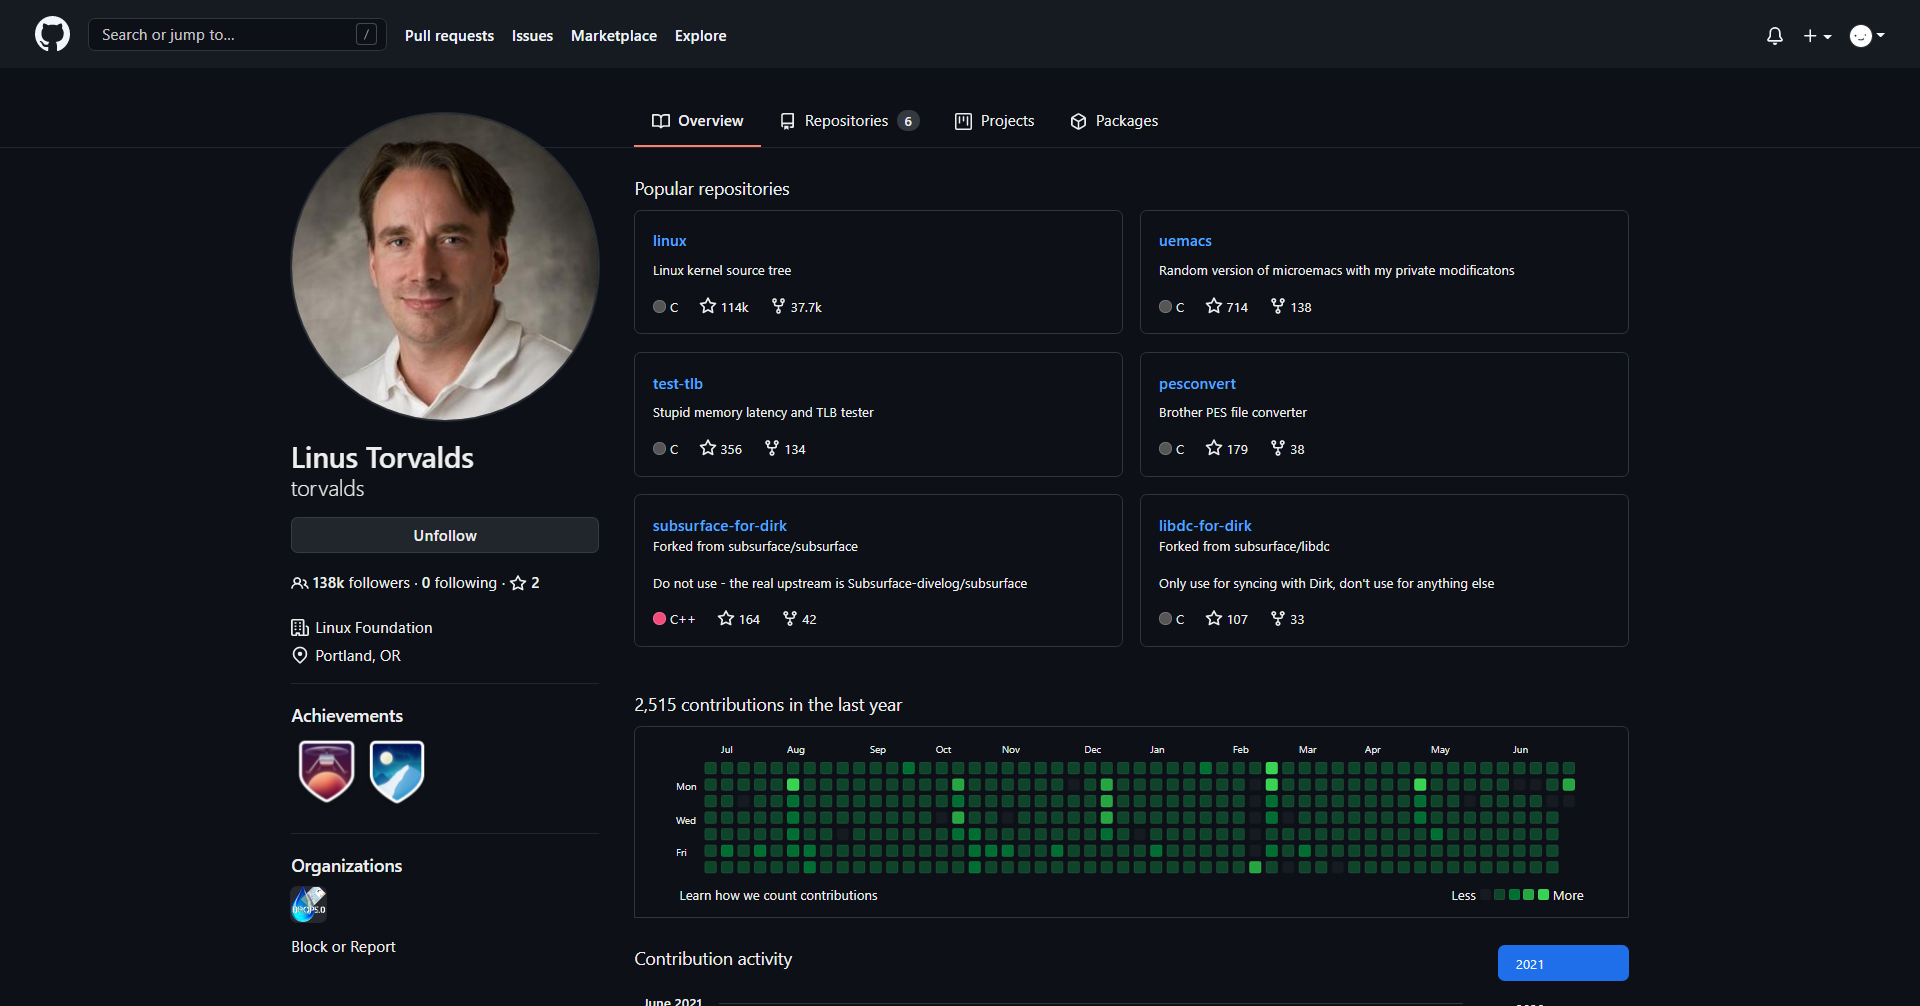 Search or jump to... /
Pull requests Issues Marketplace Explore
Overview Repositories 6 Projects Packages
Linus Torvalds
torvalds
Unfollow
138k followers · 0 following · 2
Linux Foundation
Portland, OR
Achievements
Organizations
DPOPS.O
Block or Report
Popular repositories
linux
Linux kernel source tree
C 114k 37.7k
uemacs
Random version of microemacs with my private modificatons
C 714 138
test-tlb
Stupid memory latency and TLB tester
C 356 134
pesconvert
Brother PES file converter
C 179 38
subsurface-for-dirk
Forked from subsurface/subsurface
Do not use - the real upstream is Subsurface-divelog/subsurface
C++ 164 42
libdc-for-dirk
Forked from subsurface/libdc
Only use for syncing with Dirk, don't use for anything else
C 107 33
2,515 contributions in the last year
Jul Aug Sep Oct Nov Dec Jan Feb Mar Apr May Jun
Mon
Wed
Fri
Learn how we count contributions
Less More
Contribution activity
2021
June 2021